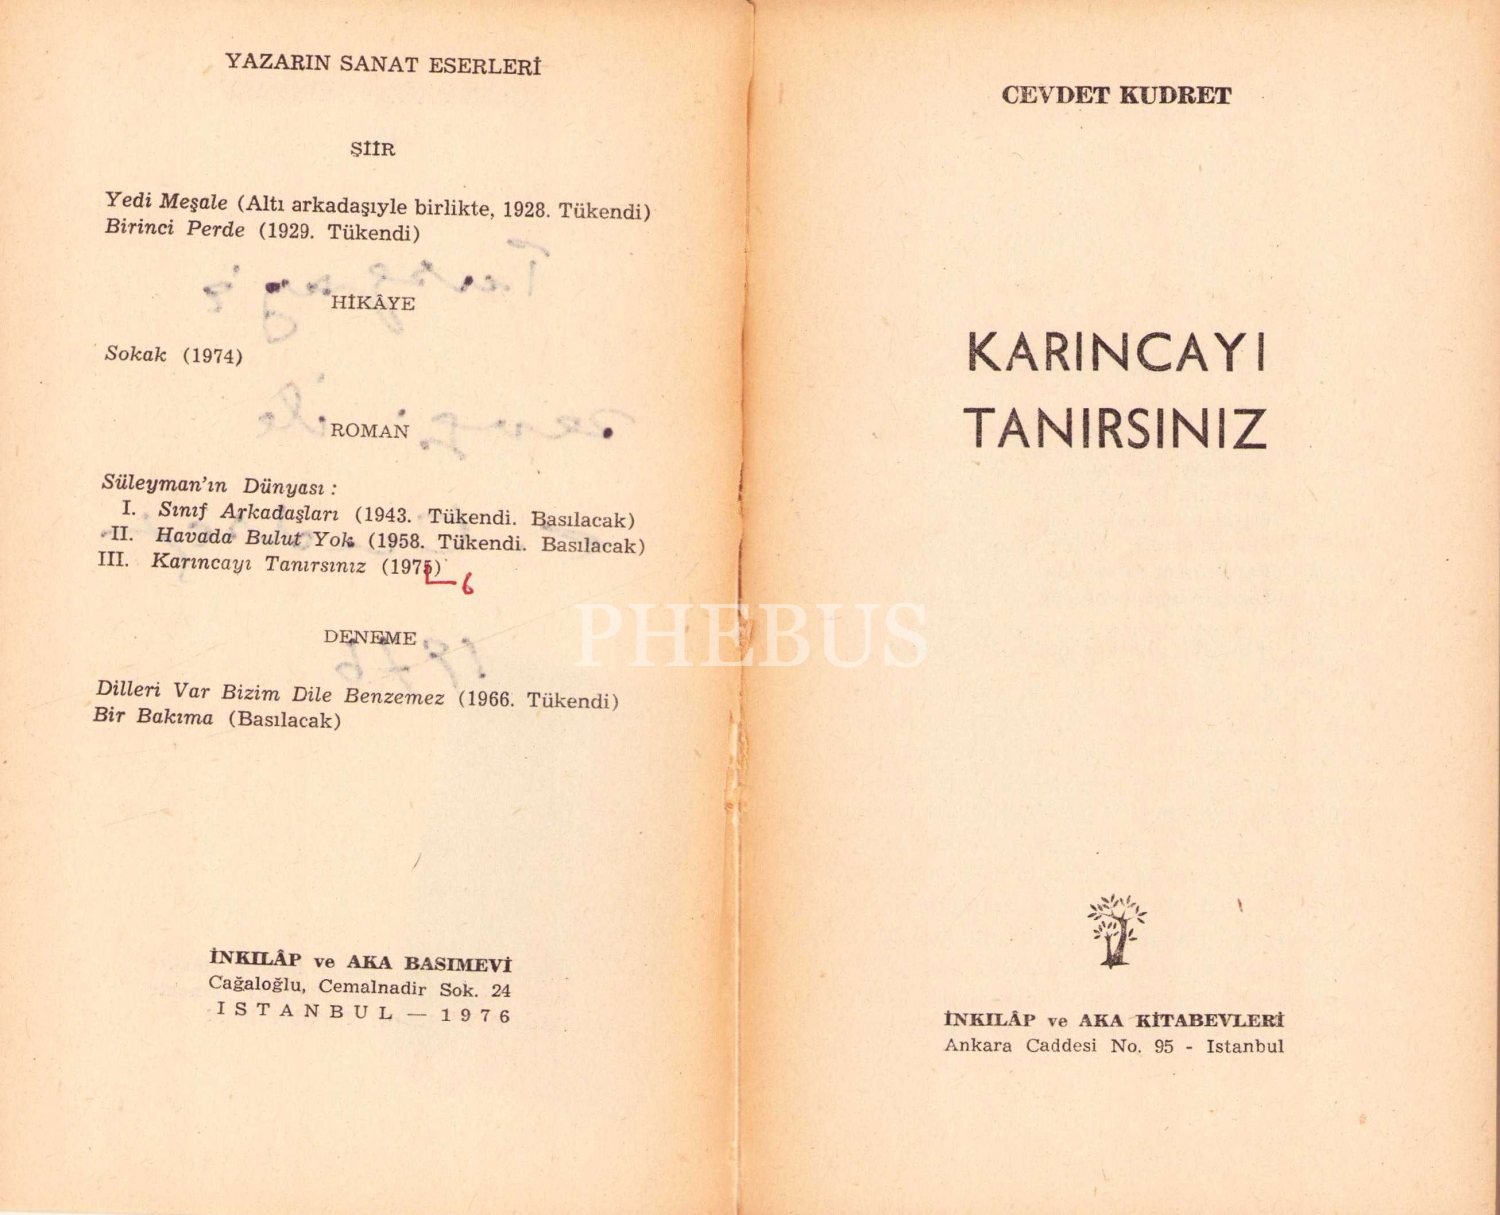 YAZARIN SANAT ESERLERİ
ŞİİR
Yedi Meşale (Altı arkadaşıyle birlikte, 1928. Tükendi)
Birinci Perde (1929. Tükendi)
HİKÂYE
Sokak (1974)
ROMAN
Süleyman'ın Dünyası :
I. Sınıf Arkadaşları (1943. Tükendi. Basılacak)
II. Havada Bulut Yok (1958. Tükendi. Basılacak)
III. Karıncayı Tanırsınız (1975)
6
DENEME
Dilleri Var Bizim Dile Benzemez (1966. Tükendi)
Bir Bakıma (Basılacak)
İNKILÂP ve AKA BASIMEVİ
Cağaloğlu, Cemalnadir Sok. 24
ISTANBUL — 1976
CEVDET KUDRET
KARINCAYI
TANIRSINIZ
İNKILÂP ve AKA KİTABEVLERİ
Ankara Caddesi No. 95 - Istanbul
PHEBUS